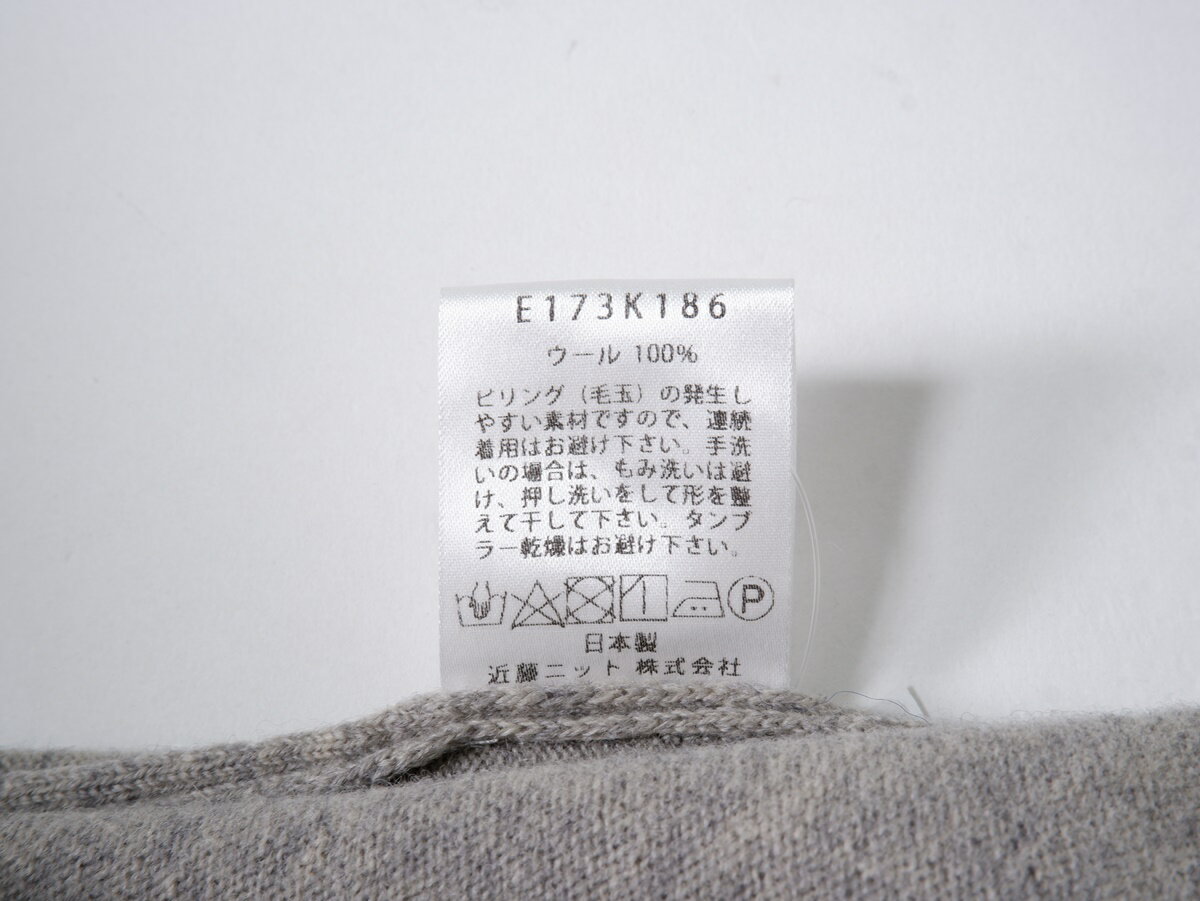 E173K186
ウール 100%
ピリング（毛玉）の発生し
やすい素材ですので、連続
着用はお避け下さい。手洗
いの場合は、もみ洗いは避
け、押し洗いをして形を整
えて干して下さい。タンブ
ラー乾燥はお避け下さい。
P
日本製
近藤ニット 株式会社